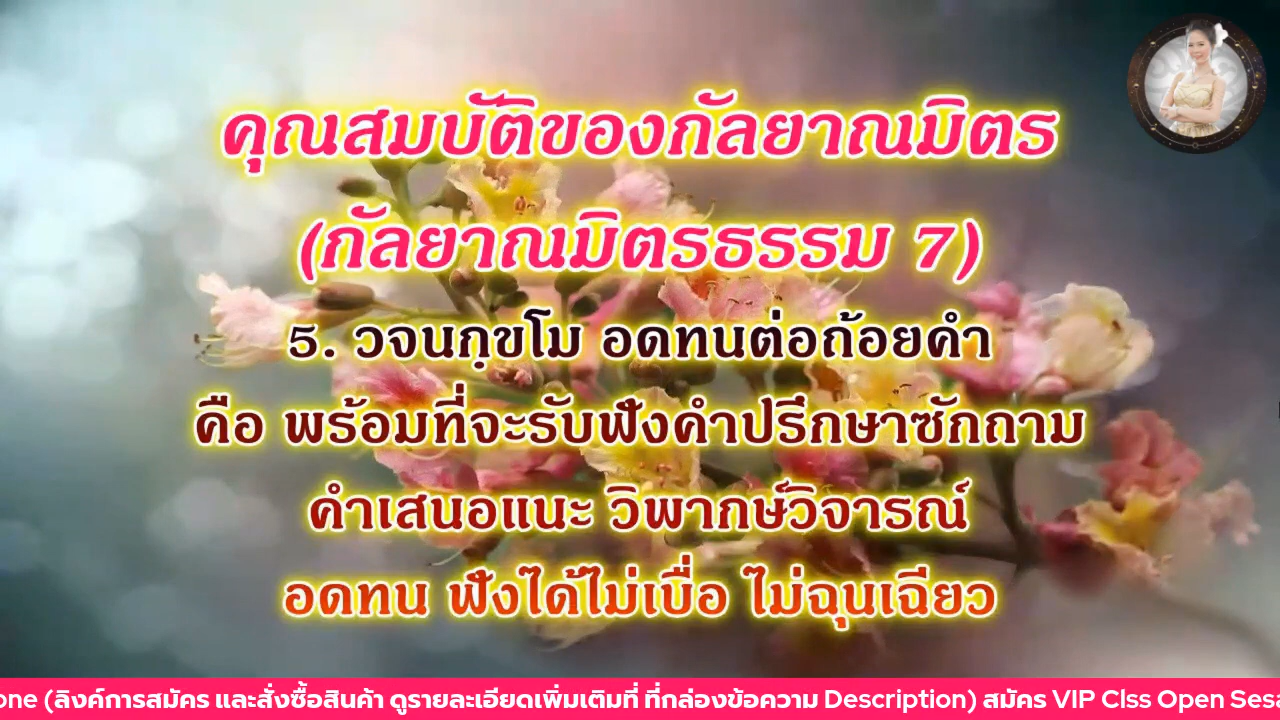 คุณสมบัติของกัลยาณมิตร
(กัลยาณมิตรธรรม 7)
5. วจนกฺขโม อดทนต่อถ้อยคำ
คือ พร้อมที่จะรับฟังคำปรึกษาซักถาม
คำเสนอแนะ วิพากษ์วิจารณ์
อดทน ฟังได้ไม่เบื่อ ไม่ฉุนเฉียว
one (ลิงค์การสมัคร และสั่งซื้อสินค้า ดูรายละเอียดเพิ่มเติมที่ ที่กล่องข้อความ Description) สมัคร VIP Clss Open Sesa